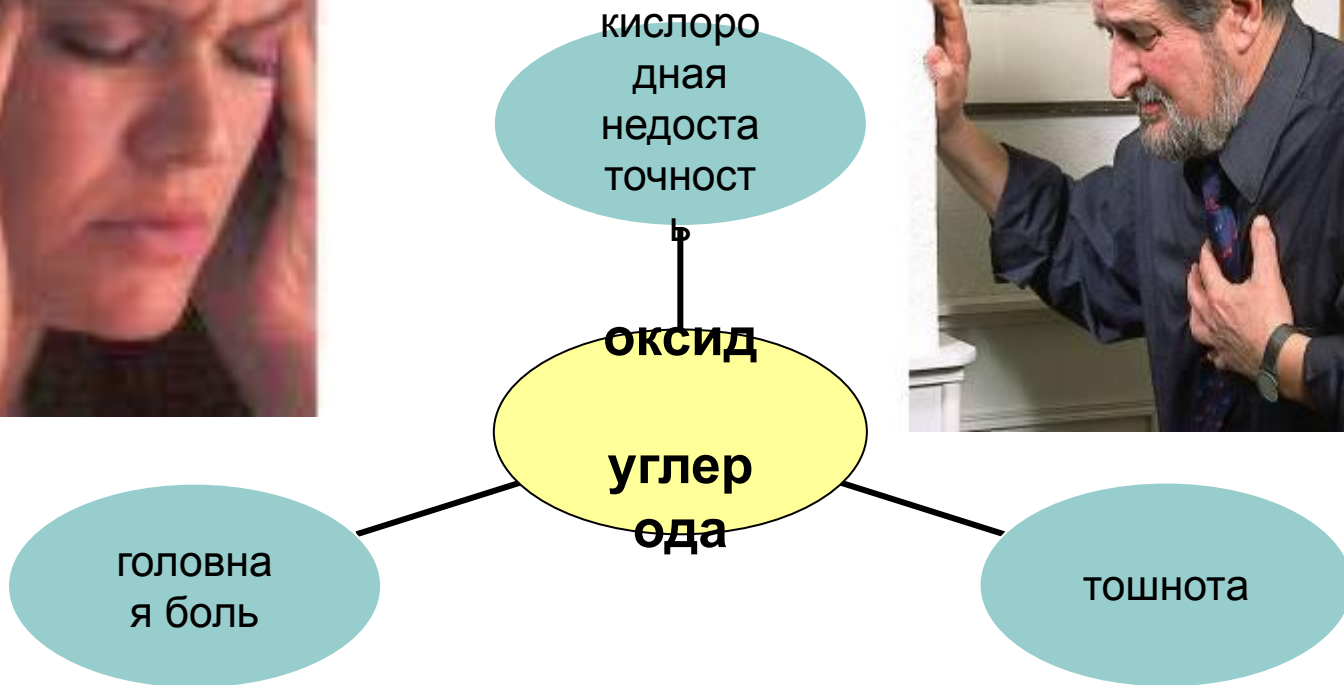 кислоро
дная
недоста
точност
ь
оксид
углер
ода
головна
я боль
тошнота